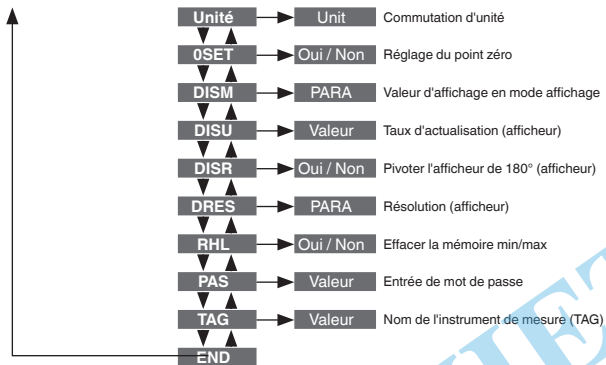 Unité Unit Commutation d'unité
0SET Oui / Non Réglage du point zéro
DISM PARA Valeur d'affichage en mode affichage
DISU Valeur Taux d'actualisation (afficheur)
DISR Oui / Non Pivoter l'afficheur de 180° (afficheur)
DRES PARA Résolution (afficheur)
RHL Oui / Non Effacer la mémoire min/max
PAS Valeur Entrée de mot de passe
TAG Valeur Nom de l'instrument de mesure (TAG)
END